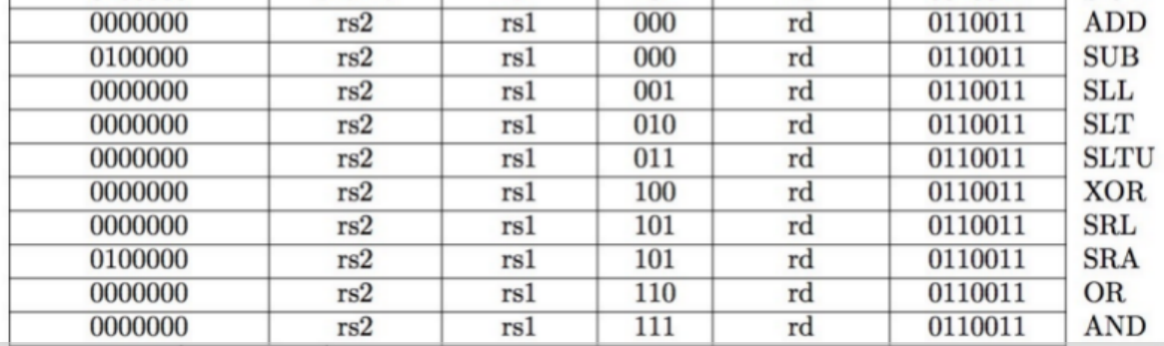 0000000 rs2 rs1 000 rd 0110011 ADD
0100000 rs2 rs1 000 rd 0110011 SUB
0000000 rs2 rs1 001 rd 0110011 SLL
0000000 rs2 rs1 010 rd 0110011 SLT
0000000 rs2 rs1 011 rd 0110011 SLTU
0000000 rs2 rs1 100 rd 0110011 XOR
0000000 rs2 rs1 101 rd 0110011 SRL
0100000 rs2 rs1 101 rd 0110011 SRA
0000000 rs2 rs1 110 rd 0110011 OR
0000000 rs2 rs1 111 rd 0110011 AND